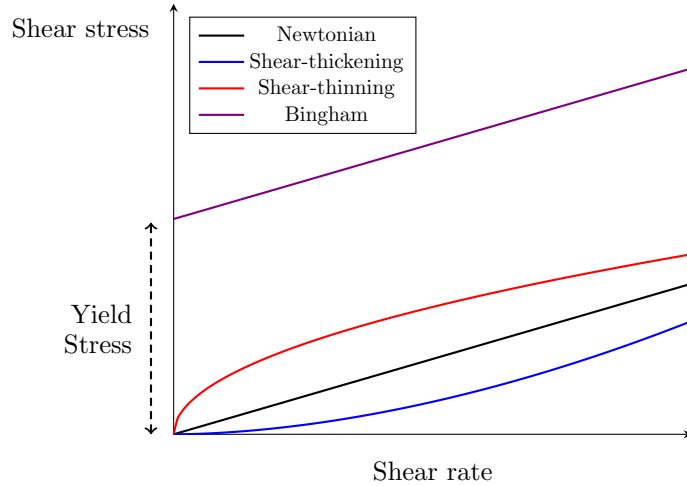 Shear stress
Newtonian
Shear-thickening
Shear-thinning
Bingham
Yield
Stress
Shear rate